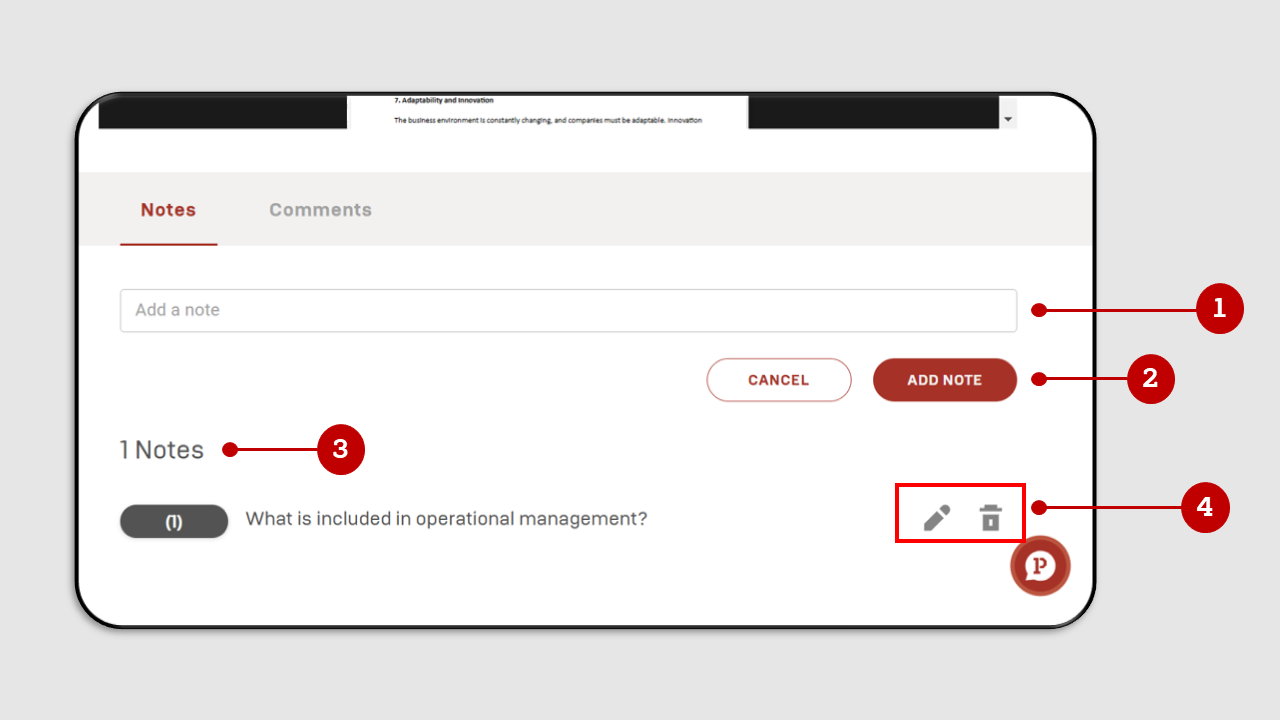 7. Adaptability and Innovation
The business environment is constantly changing, and companies must be adaptable. Innovation
Notes Comments
Add a note
1
CANCEL ADD NOTE
2
1 Notes
3
(1) What is included in operational management?
4
P